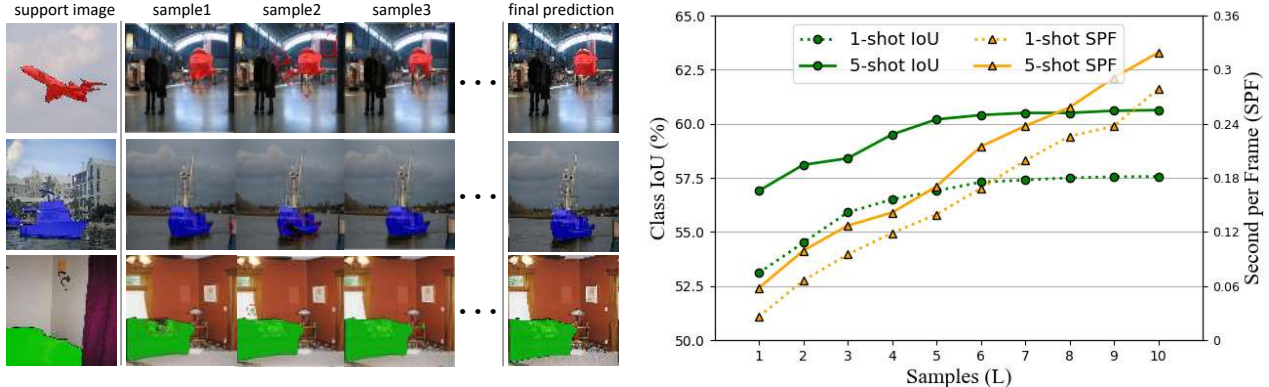 support image sample1 sample2 sample3 final prediction
65.0 0.36
62.5 0.3
60.0 0.24
57.5 0.18
55.0 0.12
52.5 0.06
50.0 0
1-shot IoU 1-shot SPF
5-shot IoU 5-shot SPF
Class IoU (%)
Second per Frame (SPF)
1 2 3 4 5 6 7 8 9 10
Samples (L)